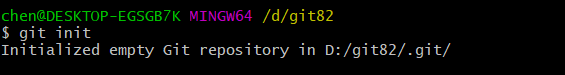 chen@DESKTOP-EGSGB7K MINGW64 /d/git82
$ git init
Initialized empty Git repository in D:/git82/.git/